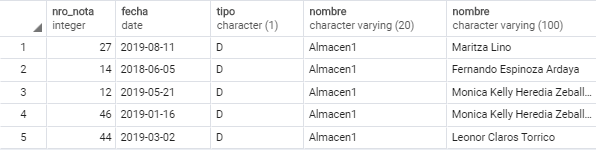 nro_nota fecha tipo nombre nombre
integer date character (1) character varying (20) character varying (100)
1 27 2019-08-11 D Almacen1 Maritza Lino
2 14 2018-06-05 D Almacen1 Fernando Espinoza Ardaya
3 12 2019-05-21 D Almacen1 Monica Kelly Heredia Zeball...
4 46 2019-01-16 D Almacen1 Monica Kelly Heredia Zeball...
5 44 2019-03-02 D Almacen1 Leonor Claros Torrico